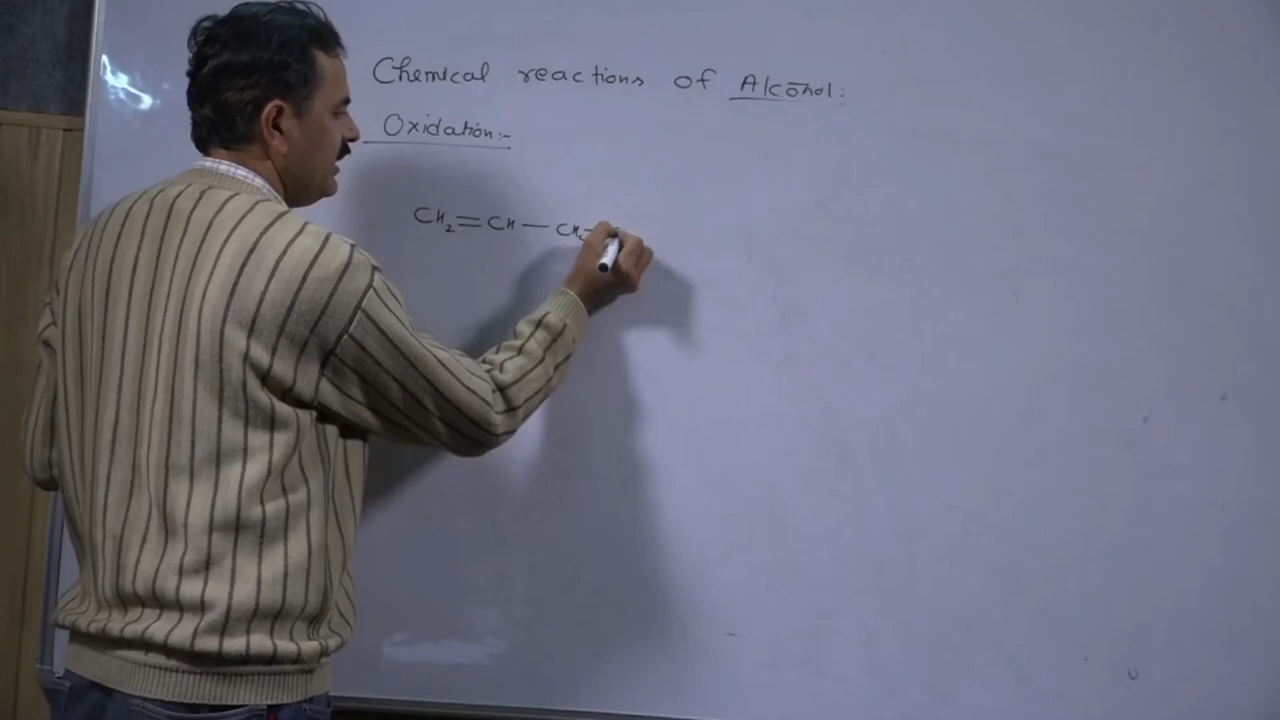 Chemical reactions of Alcohol:
Oxidation:-
CH₂=CH—CH₂